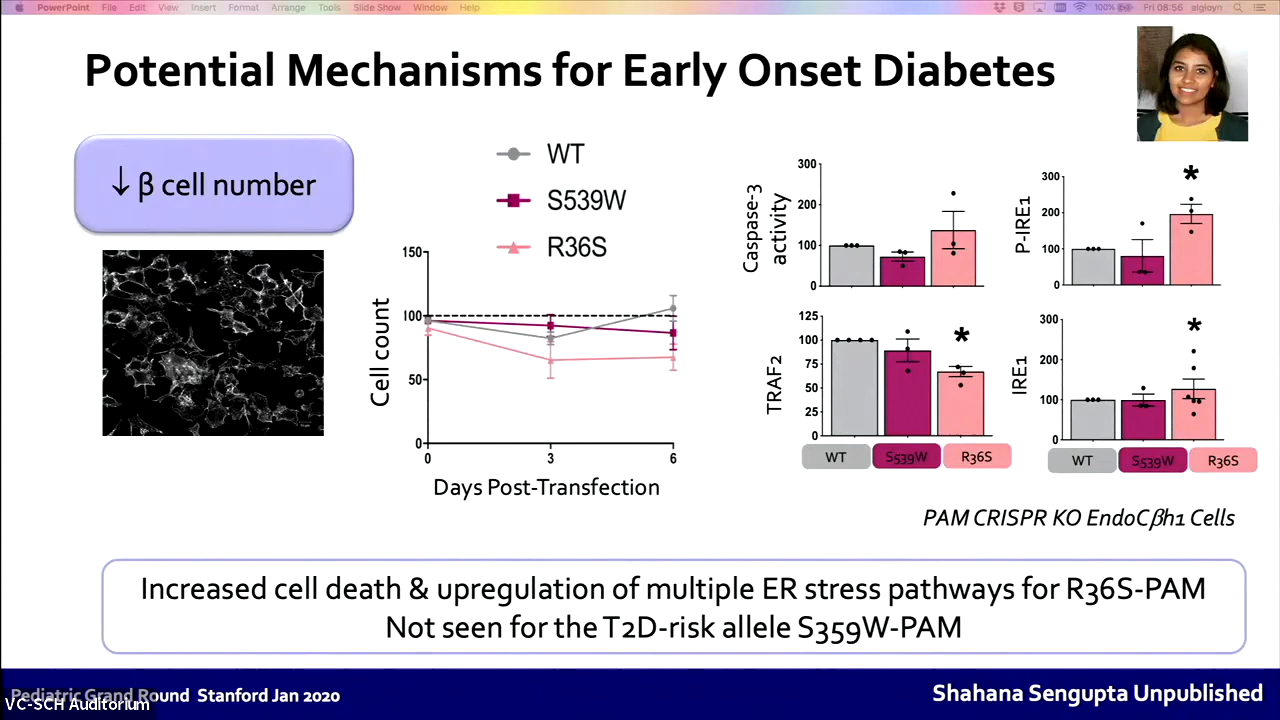 PowerPoint File Edit View Insert Format Arrange Tools Slide Show Window Help 100% Fri 08:56 algloyn
Potential Mechanisms for Early Onset Diabetes
↓ β cell number
WT
S539W
R36S
Cell count
150
100
50
0
0 3 6
Days Post-Transfection
Caspase-3
activity
300
200
100
0
P-IRE1
300
200
100
0
*
TRAF2
125
100
75
50
25
0
*
WT S539W R36S
IRE1
300
200
100
0
*
WT S539W R36S
PAM CRISPR KO EndoCβh1 Cells
Increased cell death & upregulation of multiple ER stress pathways for R36S-PAM
Not seen for the T2D-risk allele S359W-PAM
Pediatric Grand Round Stanford Jan 2020
VC-SCH Auditorium
Shahana Sengupta Unpublished